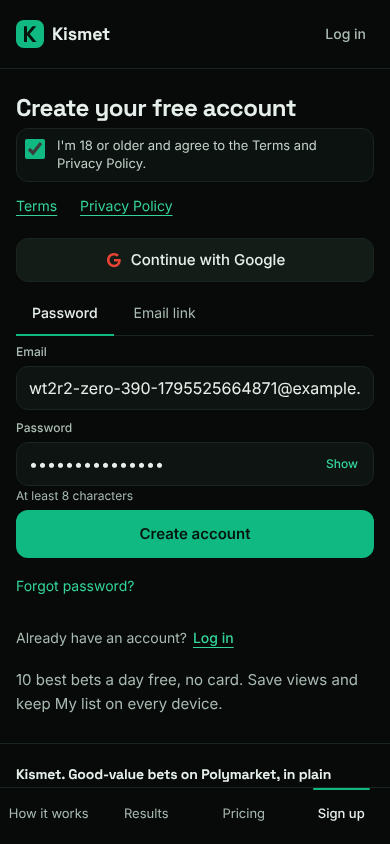 K Kismet
Log in
Create your free account
I'm 18 or older and agree to the Terms and
Privacy Policy.
Terms Privacy Policy
G Continue with Google
Password Email link
Email
wt2r2-zero-390-1795525664871@example.
Password
••••••••••••••• Show
At least 8 characters
Create account
Forgot password?
Already have an account? Log in
10 best bets a day free, no card. Save views and
keep My list on every device.
Kismet. Good-value bets on Polymarket, in plain
How it works Results Pricing Sign up